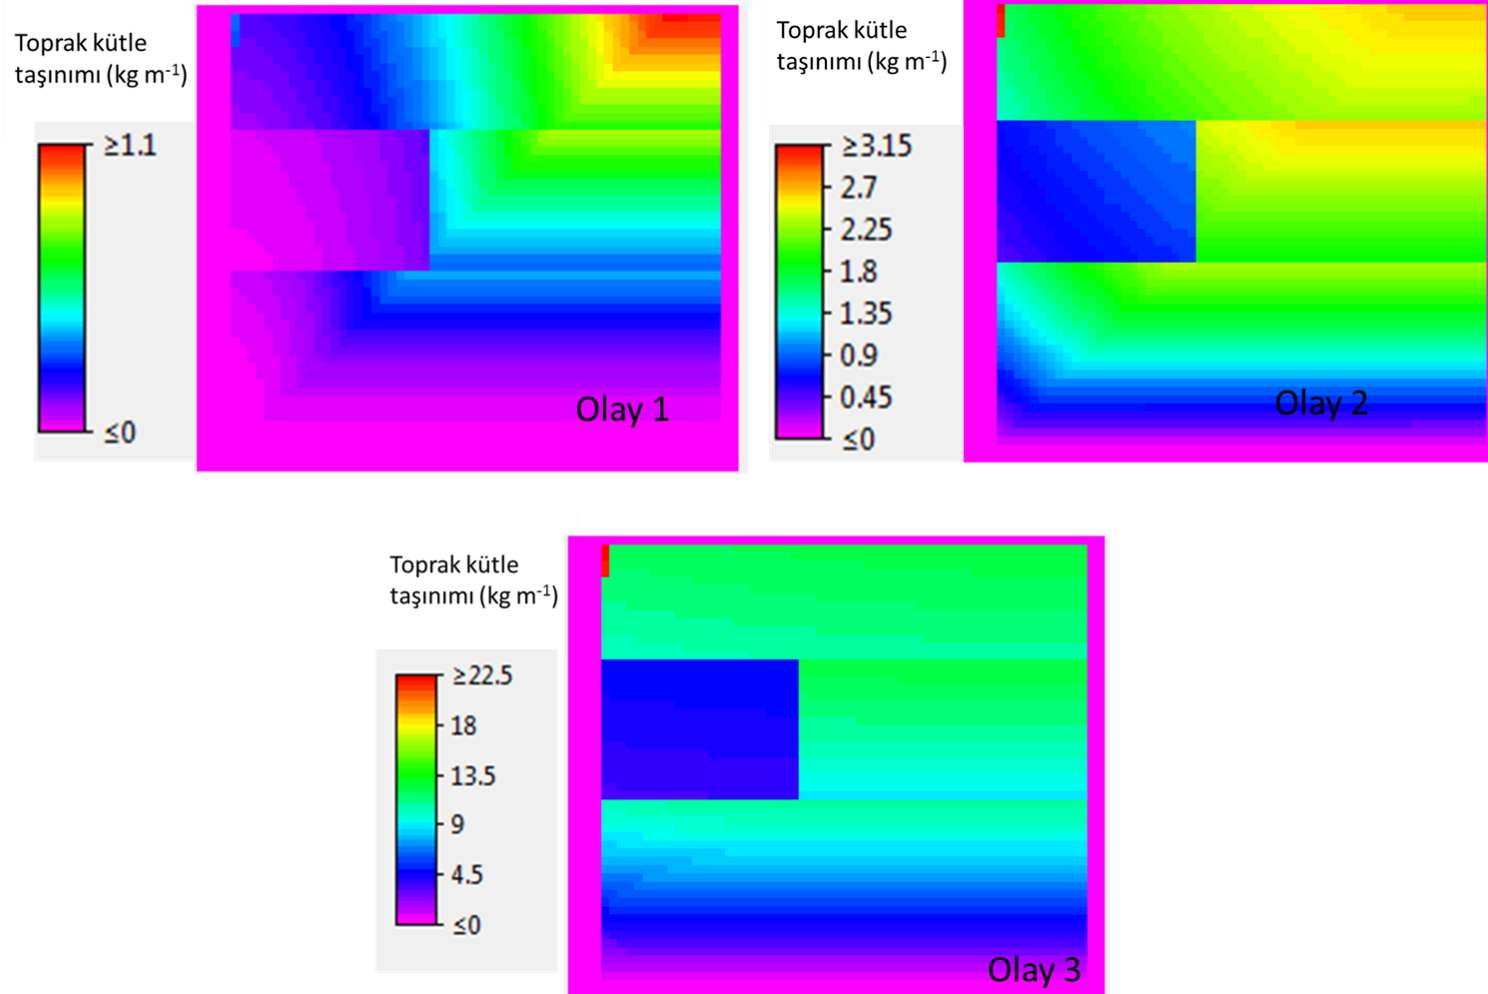 Toprak kütle
taşınımı (kg m⁻¹)
≥1.1
≤0
Olay 1
Toprak kütle
taşınımı (kg m⁻¹)
≥3.15
2.7
2.25
1.8
1.35
0.9
0.45
≤0
Olay 2
Toprak kütle
taşınımı (kg m⁻¹)
≥22.5
18
13.5
9
4.5
≤0
Olay 3